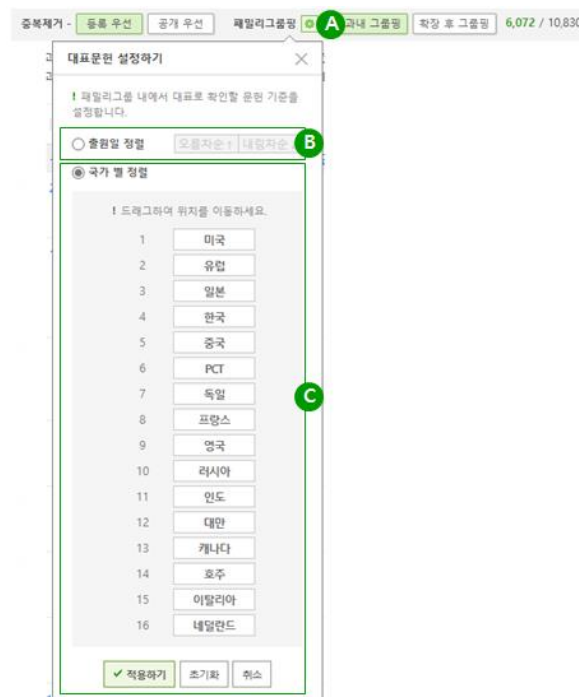 중복제거 - 등록 우선 공개 우선 패밀리그룹핑 A 과내 그룹핑 확장 후 그룹핑 6,072 / 10,830
대표문헌 설정하기
! 패밀리그룹 내에서 대표로 확인할 문헌 기준을
설정합니다.
출원일 정렬 오름차순 ↑ 내림차순 B
국가 별 정렬
! 드래그하여 위치를 이동하세요.
1 미국
2 유럽
3 일본
4 한국
5 중국
6 PCT
7 독일
C
8 프랑스
9 영국
10 러시아
11 인도
12 대만
13 캐나다
14 호주
15 이탈리아
16 네덜란드
적용하기 초기화 취소